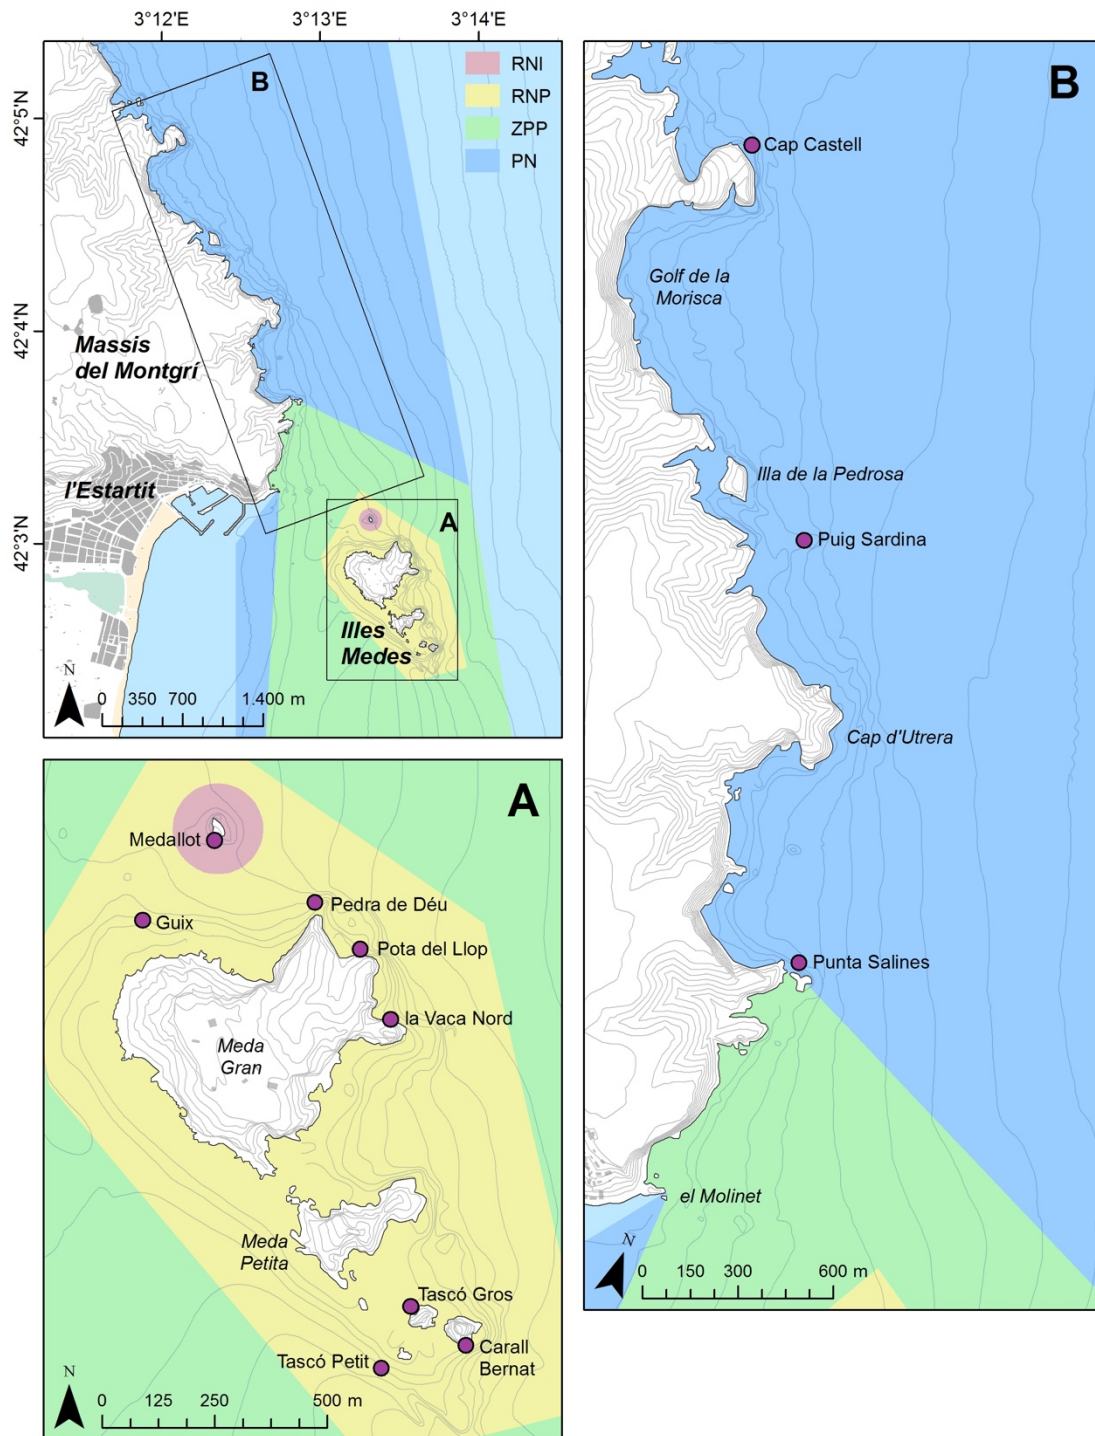 3°12'E 3°13'E 3°14'E
42°5'N
42°4'N
42°3'N
B
RNI
RNP
ZPP
PN
Massis
del Montgrí
l'Estartit
A
Illes
Medes
N
0 350 700 1.400 m
A
Medallot
Pedra de Déu
Guix
Pota del Llop
la Vaca Nord
Meda
Gran
Meda
Petita
Tascó Gros
Carall
Bernat
Tascó Petit
N
0 125 250 500 m
B
Cap Castell
Golf de la
Morisca
Illa de la Pedrosa
Puig Sardina
Cap d'Utrera
Punta Salines
el Molinet
N
0 150 300 600 m